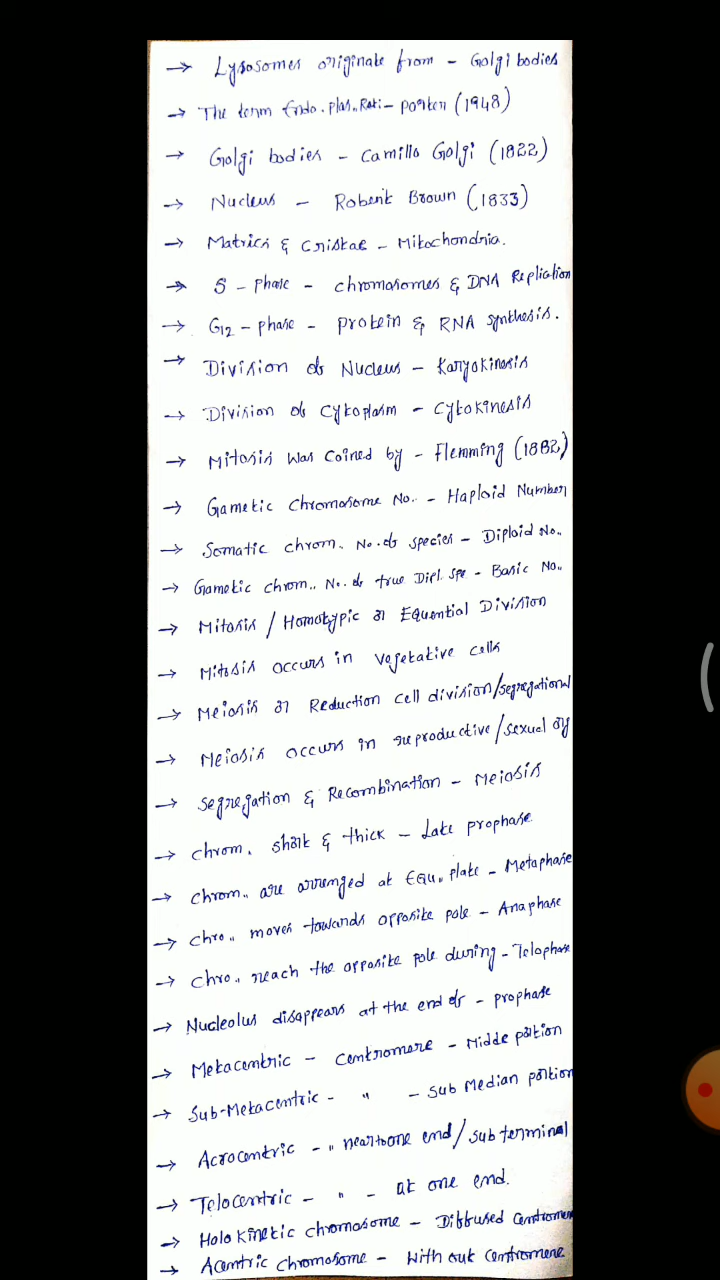 → Lysosomes originate from - Golgi bodies
→ The term Endo. plas.. Reti - porter (1948)
→ Golgi bodies - Camillo Golgi (1822)
→ Nucleus - Robert Brown (1833)
→ Matrics & Cristae - Mitochondria.
→ S - Phase - chromosomes & DNA Repliation
→ G12 - phase - protein & RNA synthesis.
→ Division of Nucleus - Karyokinesis
→ Division of Cytoplasm - Cytokinesis
→ Mitosis was coined by - Flemming (1882)
→ Gametic chromosome No. - Haploid Number
→ Somatic chrom. No. of species - Diploid No..
→ Gametic chrom.. No. of true Dipl. spe - Basic No..
→ Mitosis / Homotypic or Equential Division
→ Mitosis occurs in vegetative cells
→ Meiosis or Reduction cell division/segregational
→ Meiosis occurs in reproductive/sexual org
→ segregation & Recombination - Meiosis
→ chrom. short & thick - Late prophase
→ chrom.. are arrenged at Equ.. plate - Metaphase
→ chro.. moves towards opposite pole - Anaphase
→ chro.. reach the opposite pole during - Telophase
→ Nucleolus disappears at the end of - prophase
→ Metacentric - centromere - Midde portion
→ Sub-Metacentric - " - Sub Median portion
→ Acrocentric - " near to one end/sub terminal
→ Telocentric - " - at one end.
→ Holo kinetic chromosome - Diffused centromere
→ Acentric chromosome - with out centromere